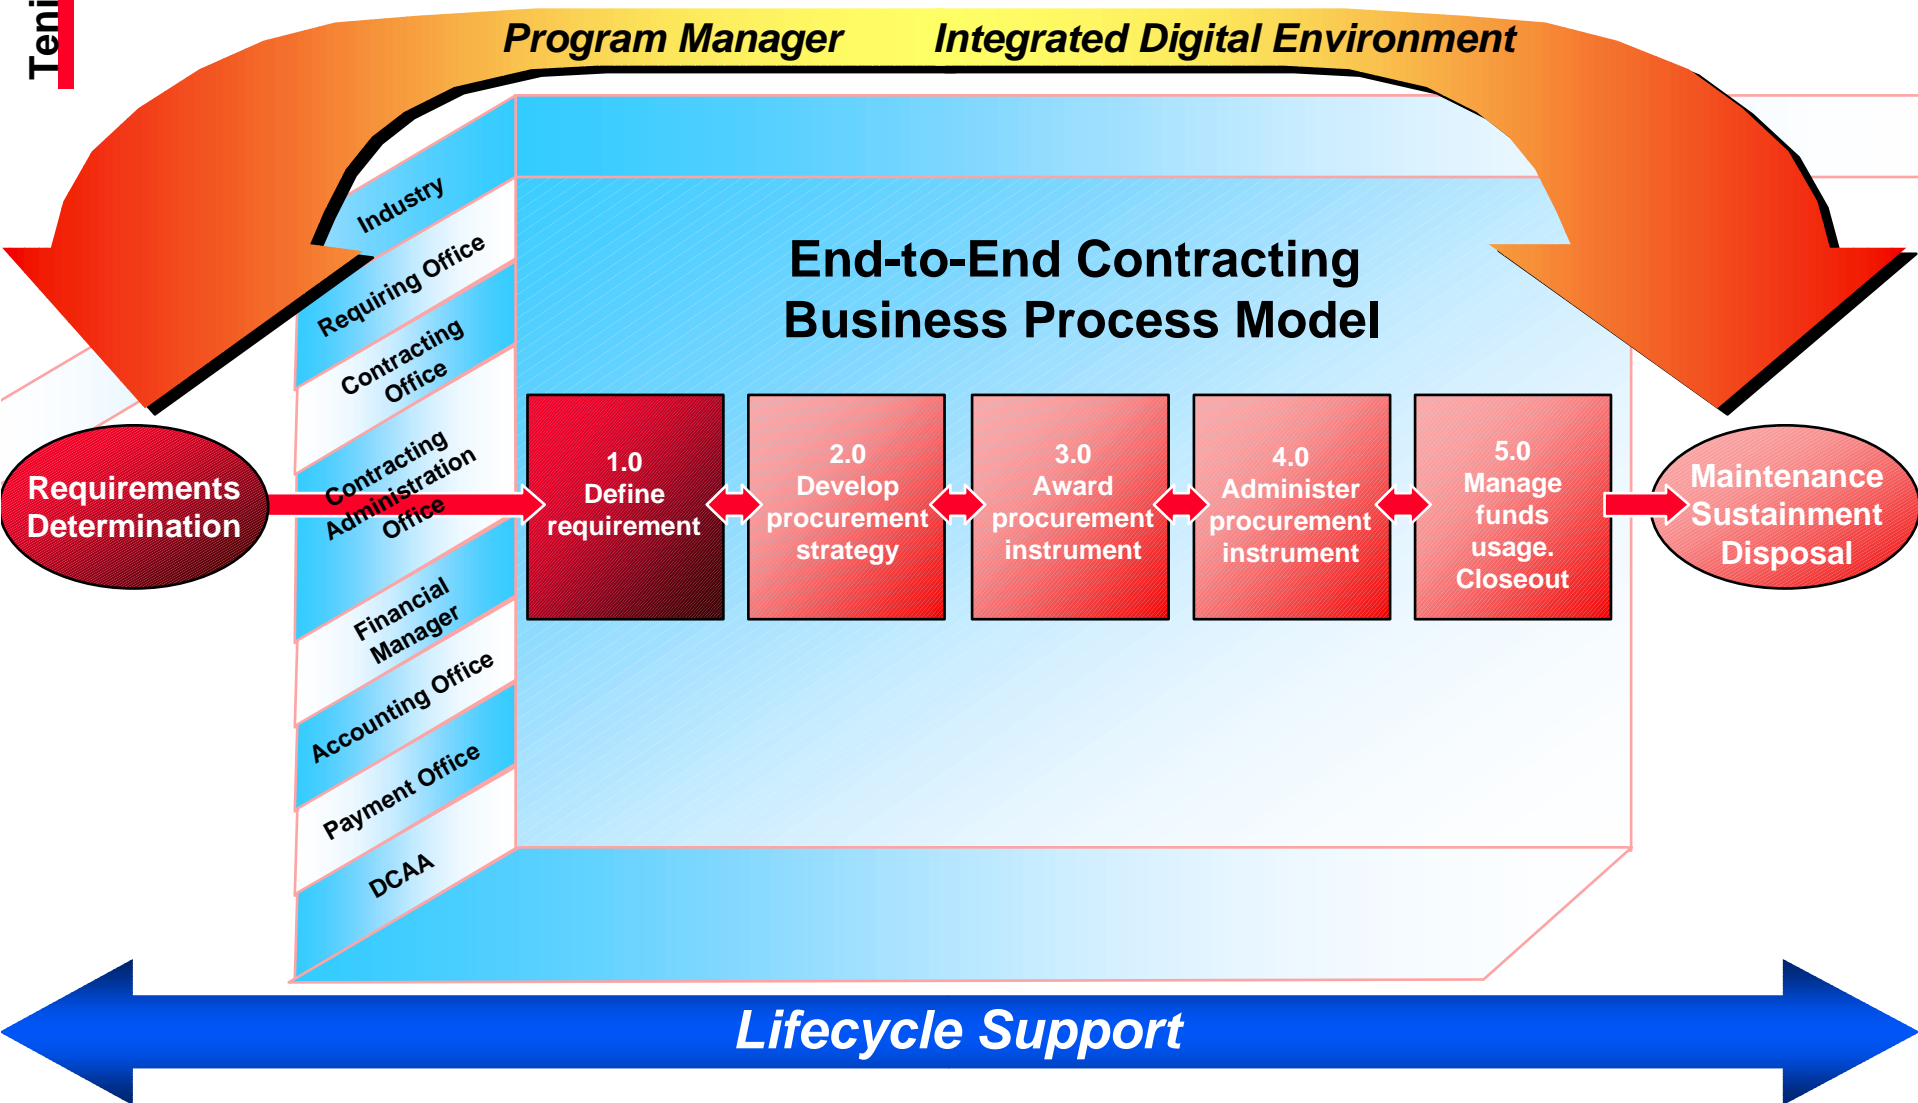 Teni
Program Manager Integrated Digital Environment
Industry
Requiring Office
Contracting
Office
Contracting
Administration
Office
Financial
Manager
Accounting Office
Payment Office
DCAA
End-to-End Contracting
Business Process Model
Requirements
Determination
1.0
Define
requirement
2.0
Develop
procurement
strategy
3.0
Award
procurement
instrument
4.0
Administer
procurement
instrument
5.0
Manage
funds
usage.
Closeout
Maintenance
Sustainment
Disposal
Lifecycle Support